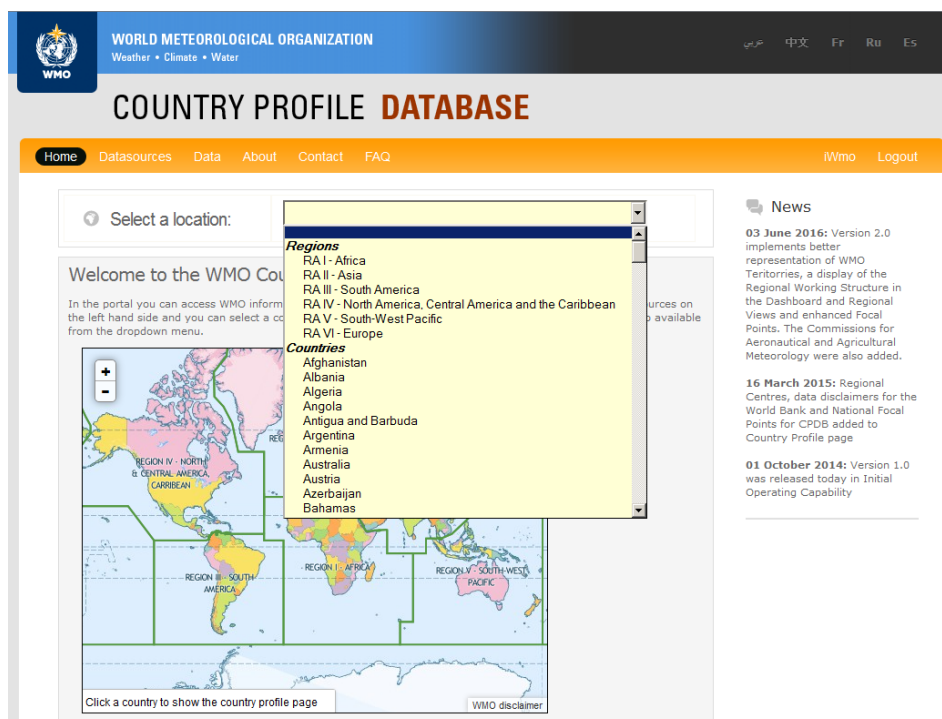 WORLD METEOROLOGICAL ORGANIZATION
Weather • Climate • Water
WMO
عربي 中文 Fr Ru Es
COUNTRY PROFILE DATABASE
Home Datasources Data About Contact FAQ iWmo Logout
Select a location:
Regions
RA I - Africa
RA II - Asia
RA III - South America
RA IV - North America, Central America and the Caribbean
RA V - South-West Pacific
RA VI - Europe
Countries
Afghanistan
Albania
Algeria
Angola
Antigua and Barbuda
Argentina
Armenia
Australia
Austria
Azerbaijan
Bahamas
Welcome to the WMO Cou
In the portal you can access WMO inform urces on
the left hand side and you can select a co o available
from the dropdown menu.
+
-
REGION IV - NORTH
& CENTRAL AMERICA,
CARIBBEAN
REG
REGION III - SOUTH
AMERICA
REGION I - AFRICA
REGION V - SOUTH-WEST
PACIFIC
Click a country to show the country profile page
WMO disclaimer
News
03 June 2016: Version 2.0
implements better
representation of WMO
Teritorries, a display of the
Regional Working Structure in
the Dashboard and Regional
Views and enhanced Focal
Points. The Commissions for
Aeronautical and Agricultural
Meteorology were also added.
16 March 2015: Regional
Centres, data disclaimers for the
World Bank and National Focal
Points for CPDB added to
Country Profile page
01 October 2014: Version 1.0
was released today in Initial
Operating Capability